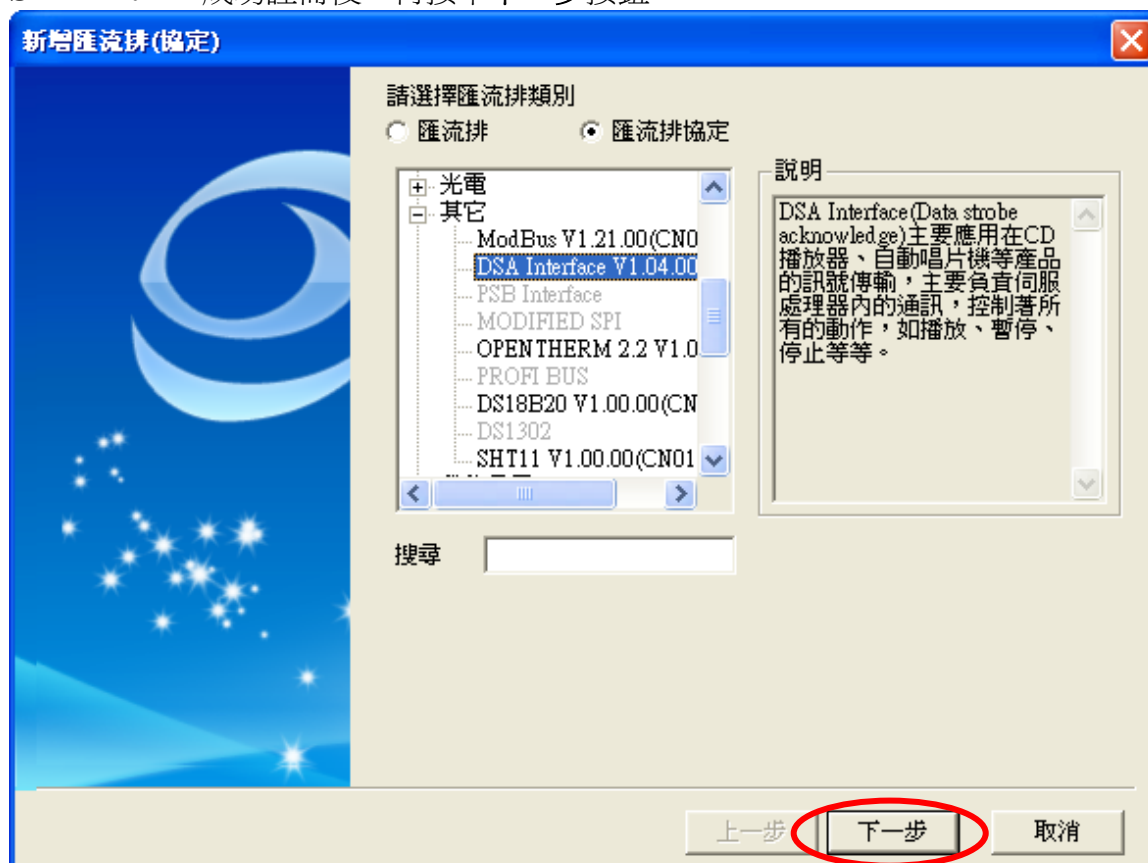 新增匯流排(協定)
請選擇匯流排類別
匯流排
匯流排協定
光電
其它
ModBus V1.21.00(CN0
DSA Interface V1.04.00
PSB Interface
MODIFIED SPI
OPENTHERM 2.2 V1.0
PROFI BUS
DS18B20 V1.00.00(CN
DS1302
SHT11 V1.00.00(CN01
說明
DSA Interface(Data strobe
acknowledge)主要應用在CD
播放器、自動唱片機等產品
的訊號傳輸，主要負責伺服
處理器內的通訊，控制著所
有的動作，如播放、暫停、
停止等等。
搜尋
上一步
下一步
取消